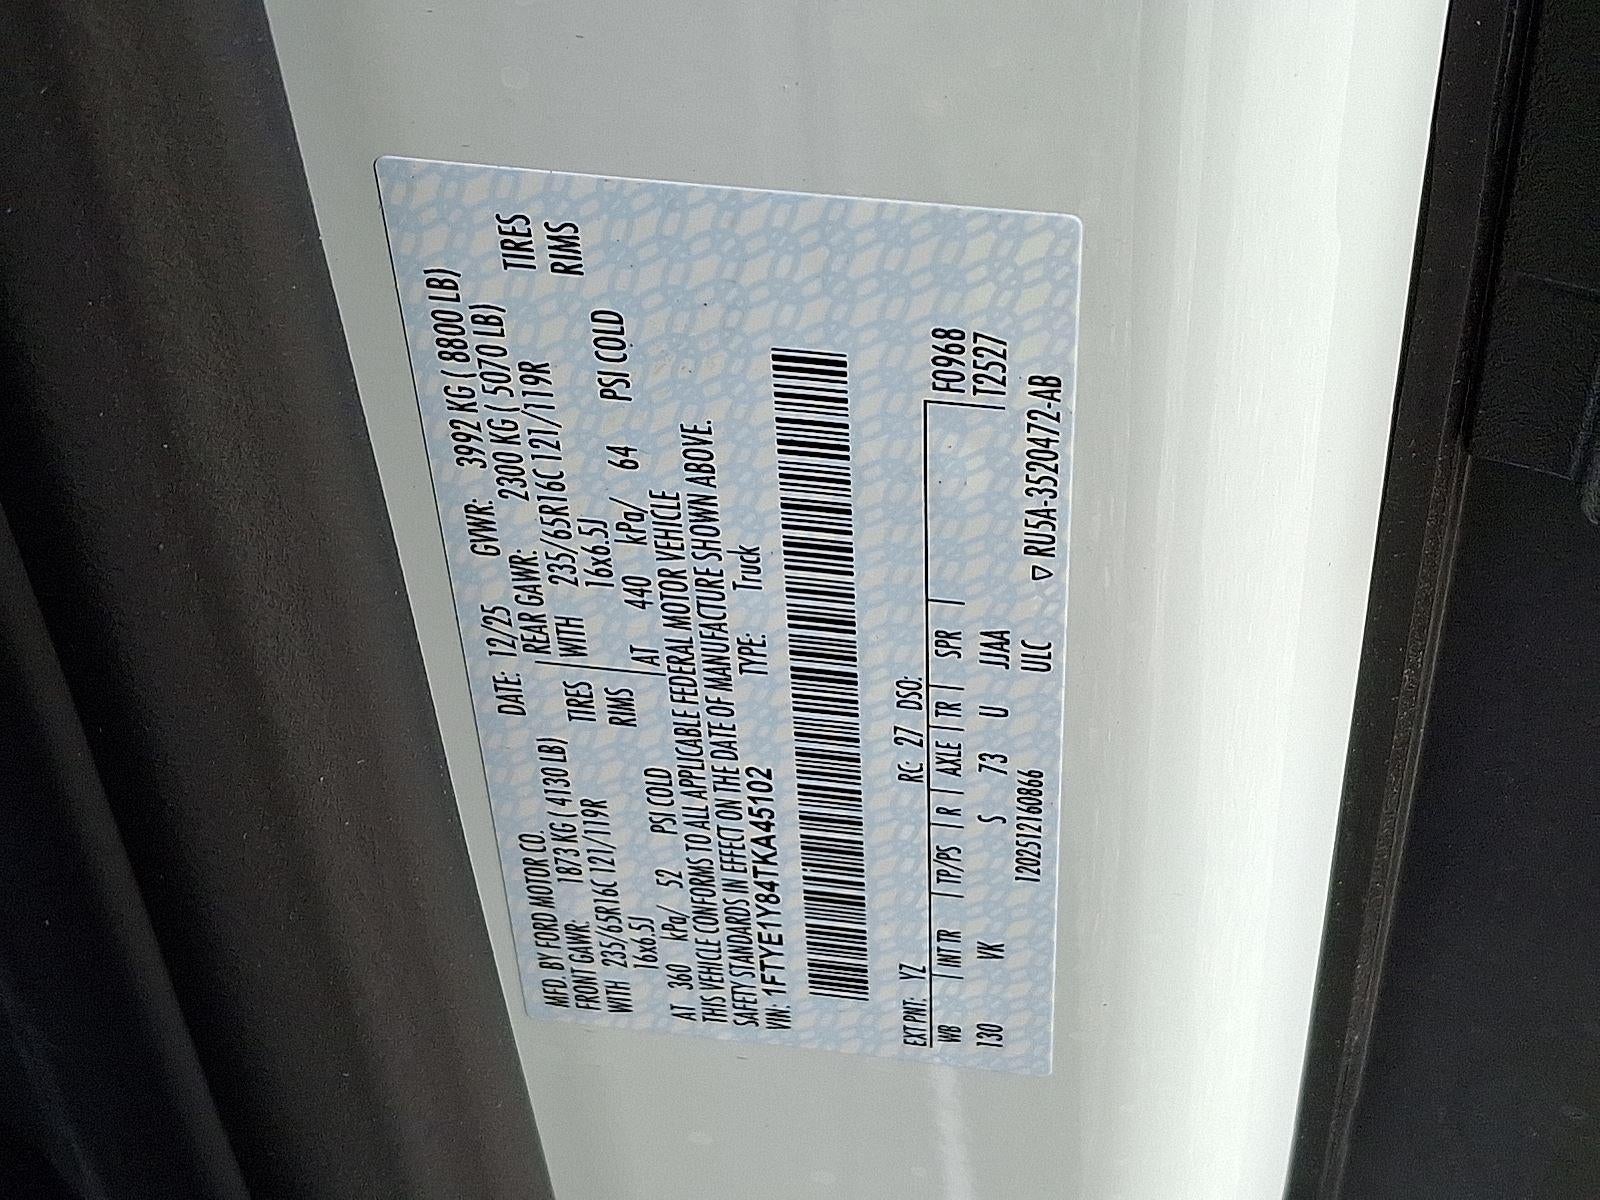 MFD. BY FORD MOTOR CO. DATE: 12/25 GVWR: 3992 KG ( 8800 LB)
FRONT GAWR: 1873 KG ( 4130 LB) REAR GAWR: 2300 KG ( 5070 LB)
WITH 235/65R16C 121/119R TIRES WITH 235/65R16C 121/119R TIRES
16x6.5J RIMS 16x6.5J RIMS
AT 360 kPa/ 52 PSI COLD AT 440 kPa/ 64 PSI COLD
THIS VEHICLE CONFORMS TO ALL APPLICABLE FEDERAL MOTOR VEHICLE
SAFETY STANDARDS IN EFFECT ON THE DATE OF MANUFACTURE SHOWN ABOVE.
VIN: 1FTYE1Y84TKA45102 TYPE: Truck
EXT PNT: YZ RC: 27 DSO: F0968
WB | INT TR | TP/PS | R | AXLE | TR | SPR | T2527
130 VK S 73 U JJAA
12025121608​66 ULC ▽ RU5A-3520472-AB